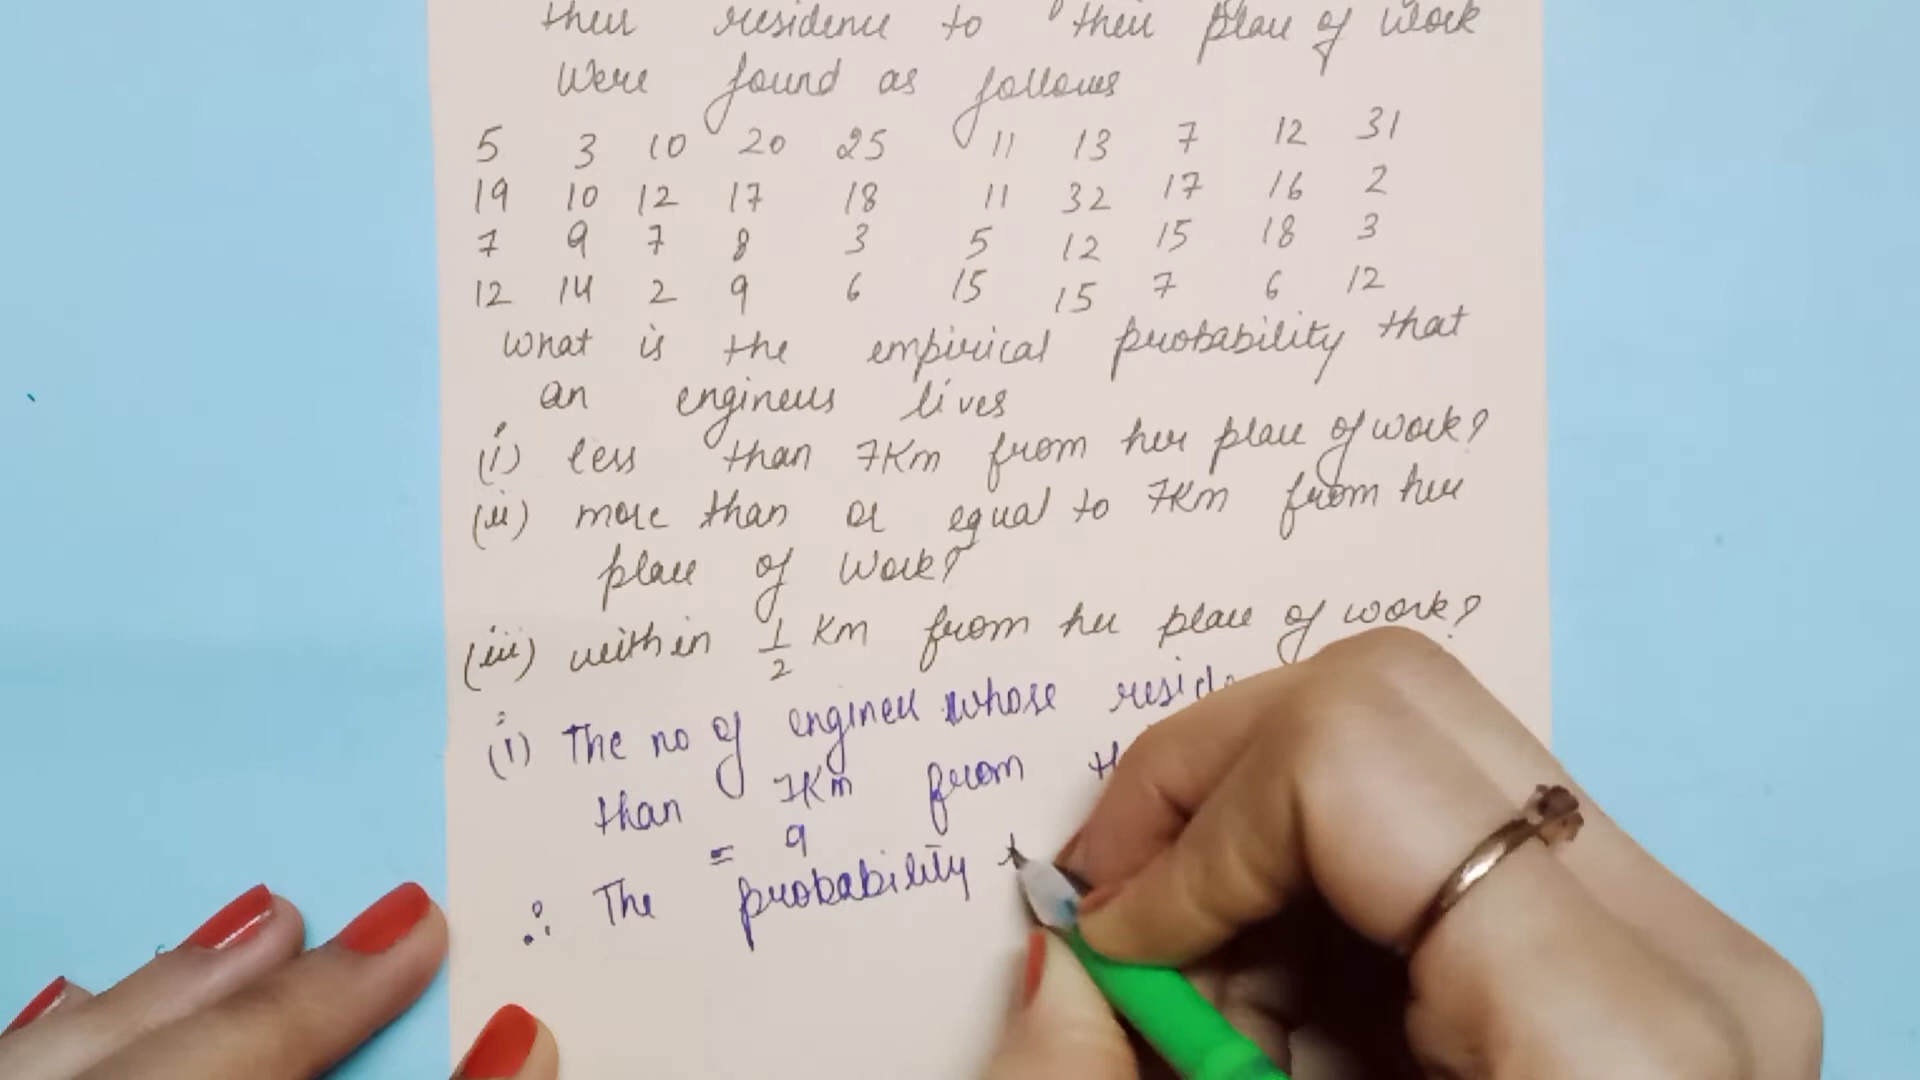 their residence to their place of work
were found as follows
5 3 10 20 25 11 13 7 12 31
19 10 12 17 18 11 32 17 16 2
7 9 7 8 3 5 12 15 18 3
12 14 2 9 6 15 15 7 6 12
what is the empirical probability that
an engineers lives
(i) less than 7Km from her place of work?
(ii) more than or equal to 7Km from her
place of work?
(iii) within 1/2 Km from her place of work?
(i) The no of engineer whose resid
than 7Km from th
= 9
∴ The probability